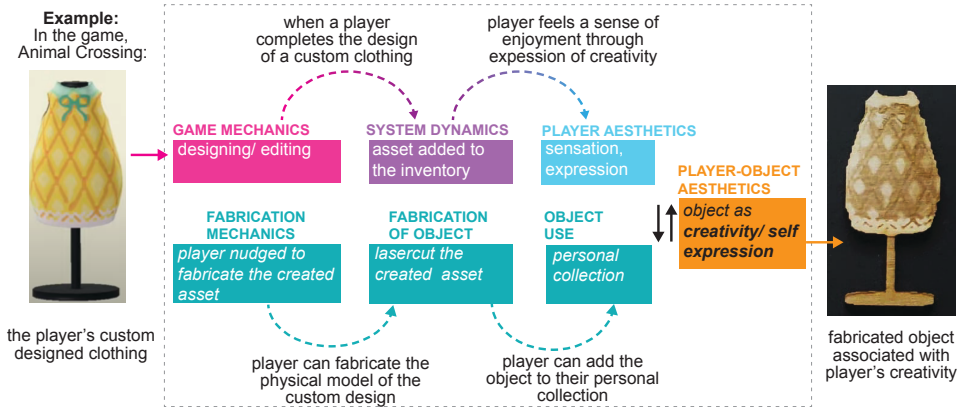 Example:
In the game,
Animal Crossing:
the player's custom
designed clothing
when a player
completes the design
of a custom clothing
player feels a sense of
enjoyment through
expession of creativity
GAME MECHANICS
designing/ editing
SYSTEM DYNAMICS
asset added to
the inventory
PLAYER AESTHETICS
sensation,
expression
PLAYER-OBJECT
AESTHETICS
object as
creativity/ self
expression
FABRICATION
MECHANICS
player nudged to
fabricate the created
asset
FABRICATION
OF OBJECT
lasercut the
created asset
OBJECT
USE
personal
collection
player can fabricate the
physical model of the
custom design
player can add the
object to their personal
collection
fabricated object
associated with
player's creativity